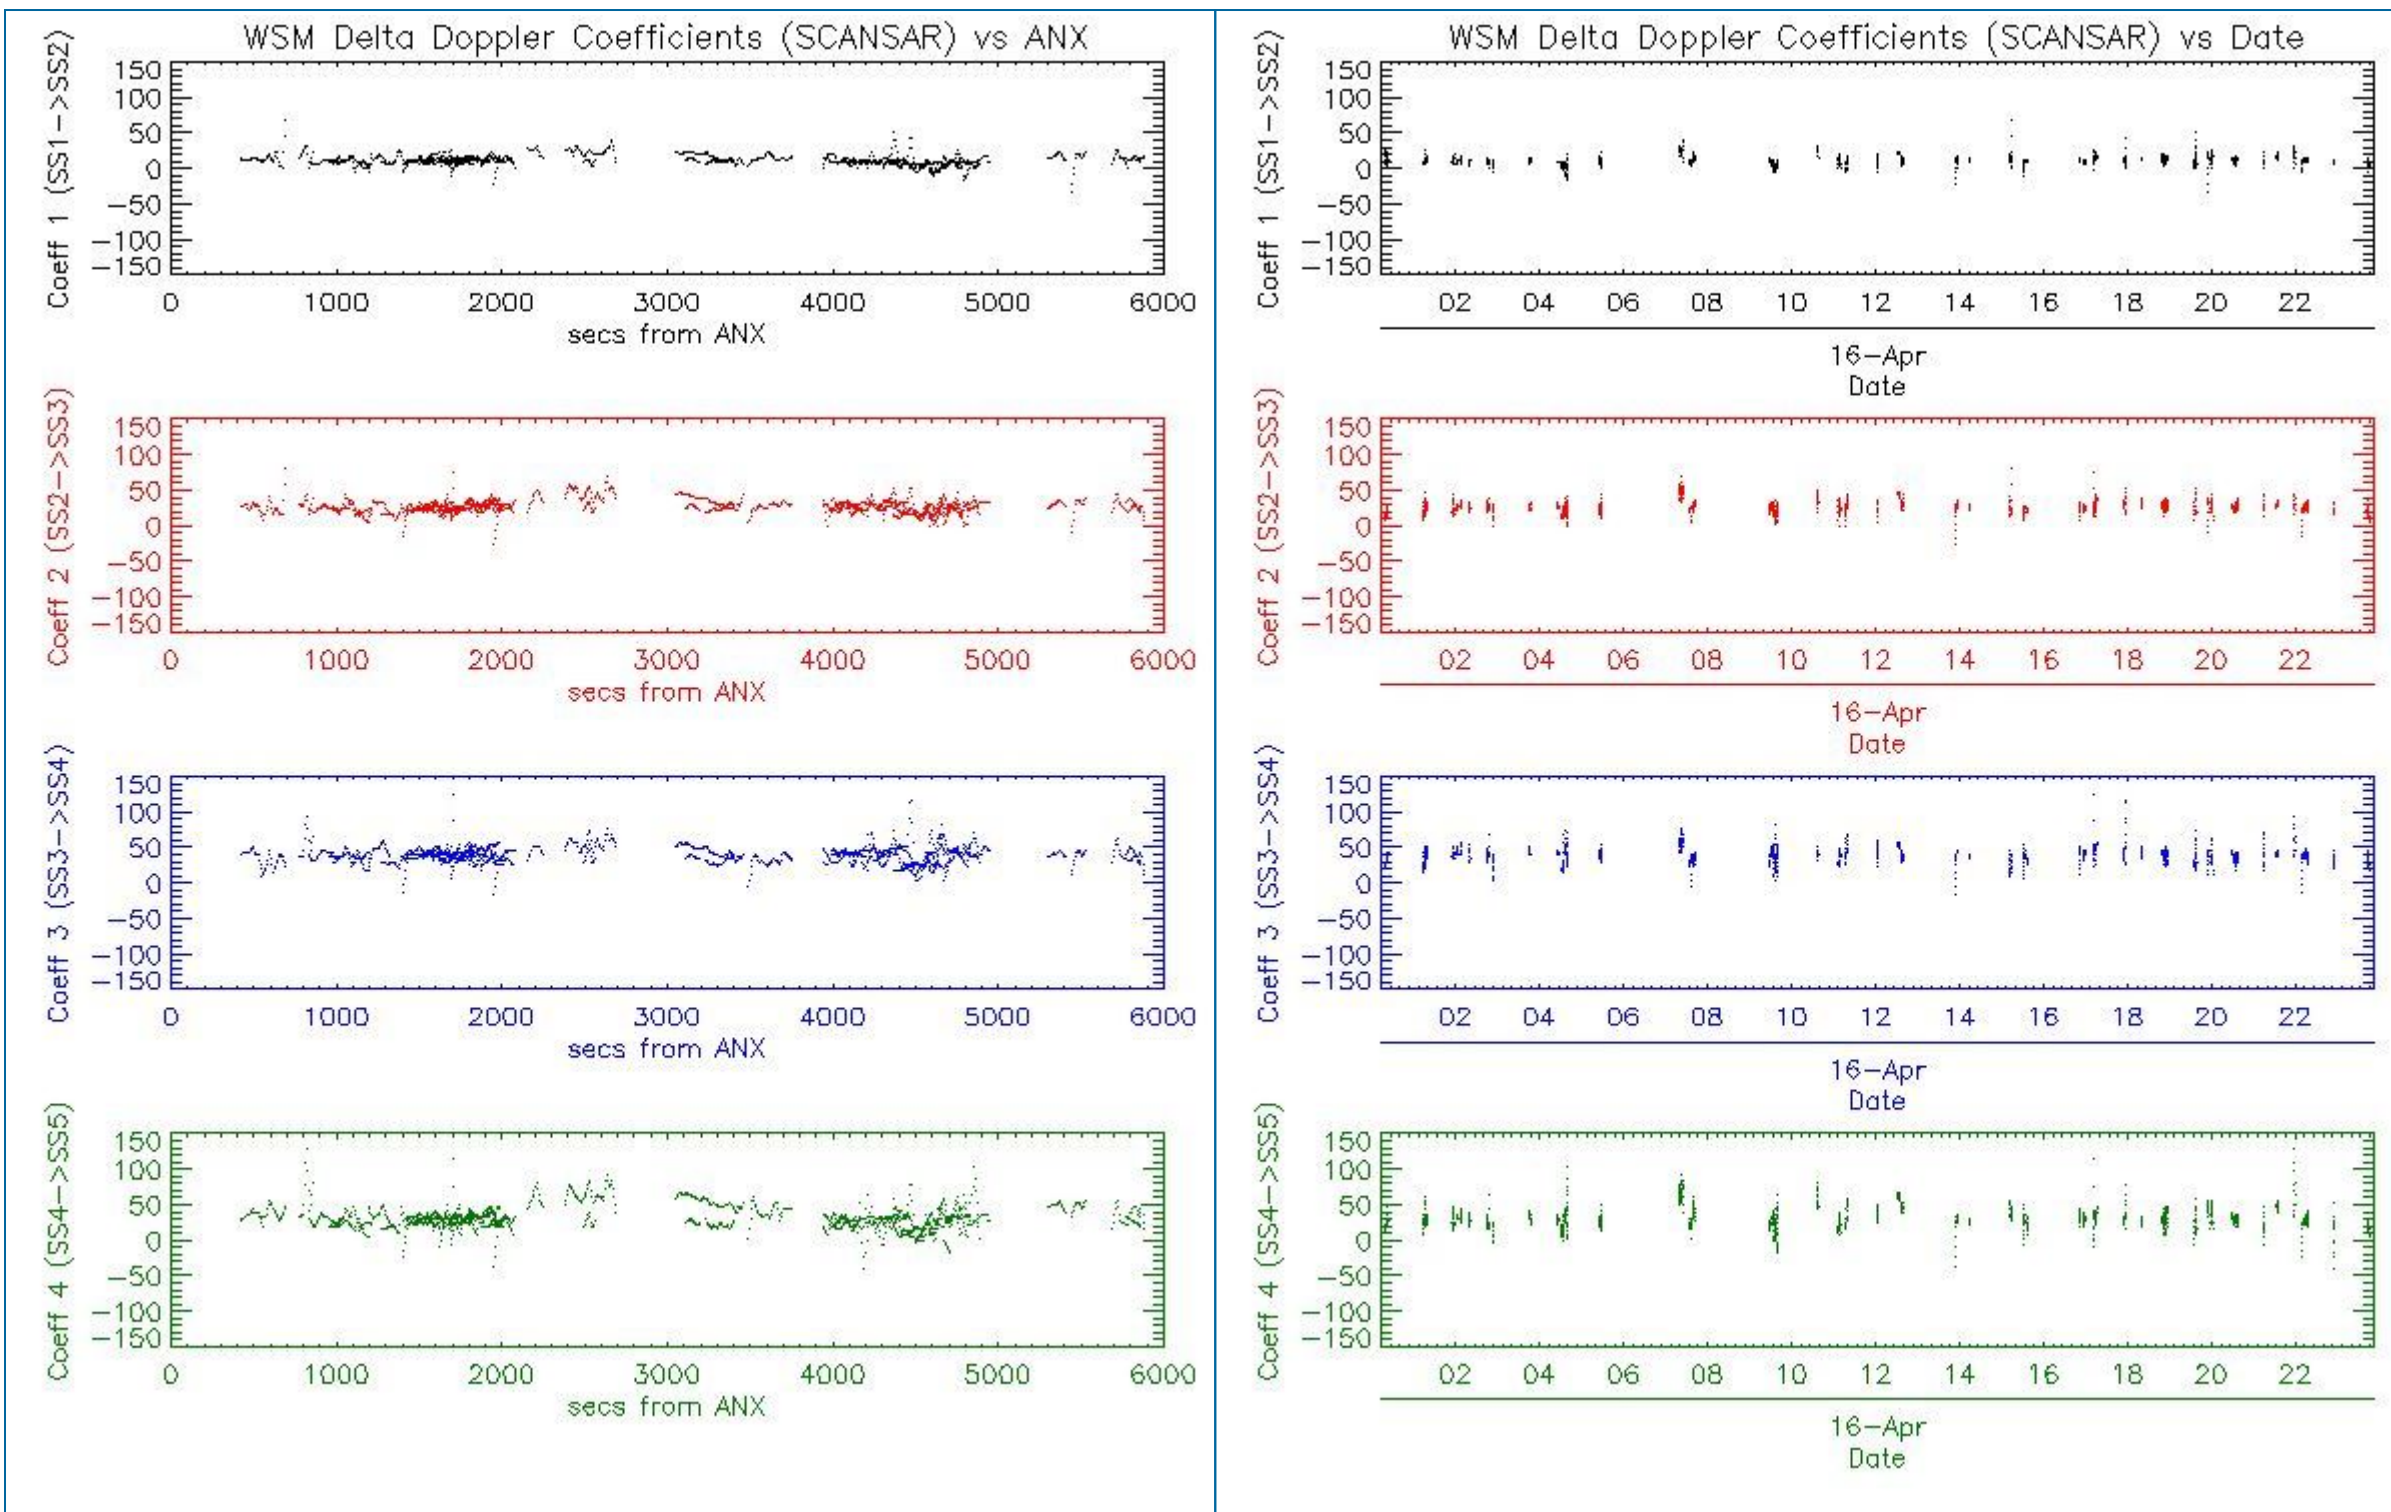 WSM Delta Doppler Coefficients (SCANSAR) vs ANX
Coeff 1 (SS1->SS2)
150
100
50
0
-50
-100
-150
0 1000 2000 3000 4000 5000 6000
secs from ANX
Coeff 2 (SS2->SS3)
150
100
50
0
-50
-100
-150
0 1000 2000 3000 4000 5000 6000
secs from ANX
Coeff 3 (SS3->SS4)
150
100
50
0
-50
-100
-150
0 1000 2000 3000 4000 5000 6000
secs from ANX
Coeff 4 (SS4->SS5)
150
100
50
0
-50
-100
-150
0 1000 2000 3000 4000 5000 6000
secs from ANX
WSM Delta Doppler Coefficients (SCANSAR) vs Date
Coeff 1 (SS1->SS2)
150
100
50
0
-50
-100
-150
02 04 06 08 10 12 14 16 18 20 22
16-Apr
Date
Coeff 2 (SS2->SS3)
150
100
50
0
-50
-100
-150
02 04 06 08 10 12 14 16 18 20 22
16-Apr
Date
Coeff 3 (SS3->SS4)
150
100
50
0
-50
-100
-150
02 04 06 08 10 12 14 16 18 20 22
16-Apr
Date
Coeff 4 (SS4->SS5)
150
100
50
0
-50
-100
-150
02 04 06 08 10 12 14 16 18 20 22
16-Apr
Date